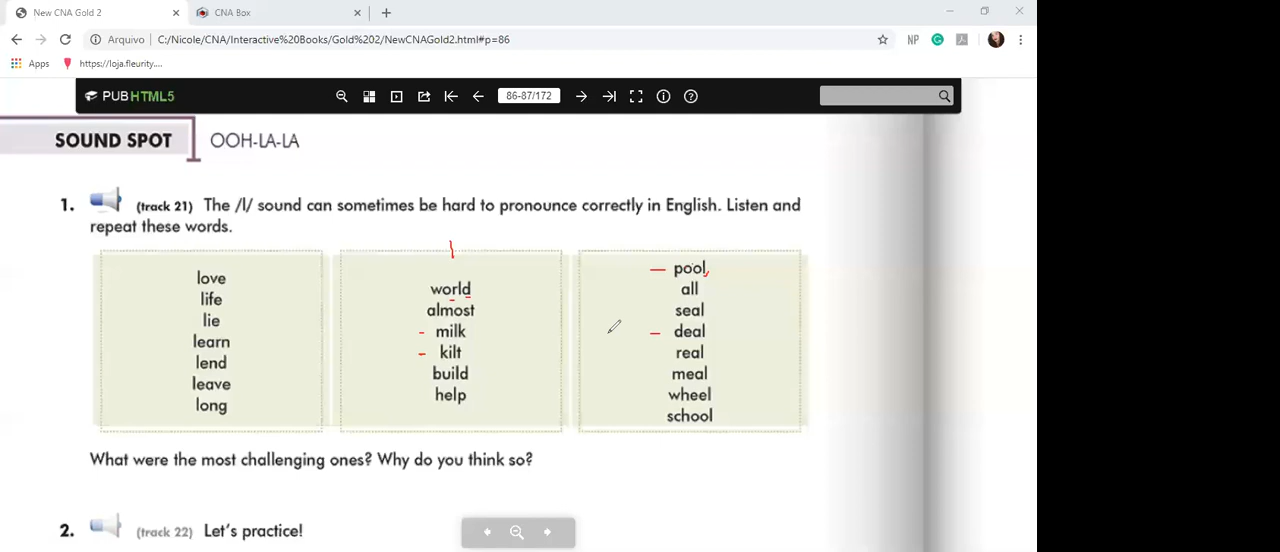 New CNA Gold 2
CNA Box
Arquivo C:/Nicole/CNA/Interactive%20Books/Gold%202/NewCNAGold2.html#p=86
NP
Apps
https://loja.fleurity....
PUBHTML5
86-87/172
SOUND SPOT
OOH-LA-LA
1. (track 21) The /l/ sound can sometimes be hard to pronounce correctly in English. Listen and
repeat these words.
love
life
lie
learn
lend
leave
long
world
almost
milk
kilt
build
help
pool
all
seal
deal
real
meal
wheel
school
What were the most challenging ones? Why do you think so?
2. (track 22) Let's practice!